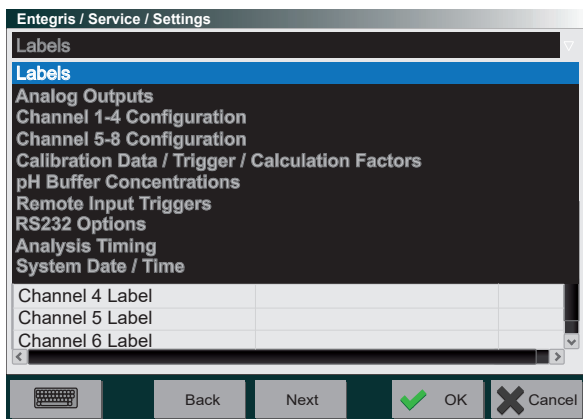 Entegris / Service / Settings
Labels
Labels
Analog Outputs
Channel 1-4 Configuration
Channel 5-8 Configuration
Calibration Data / Trigger / Calculation Factors
pH Buffer Concentrations
Remote Input Triggers
RS232 Options
Analysis Timing
System Date / Time
Channel 4 Label
Channel 5 Label
Channel 6 Label
Back Next OK Cancel